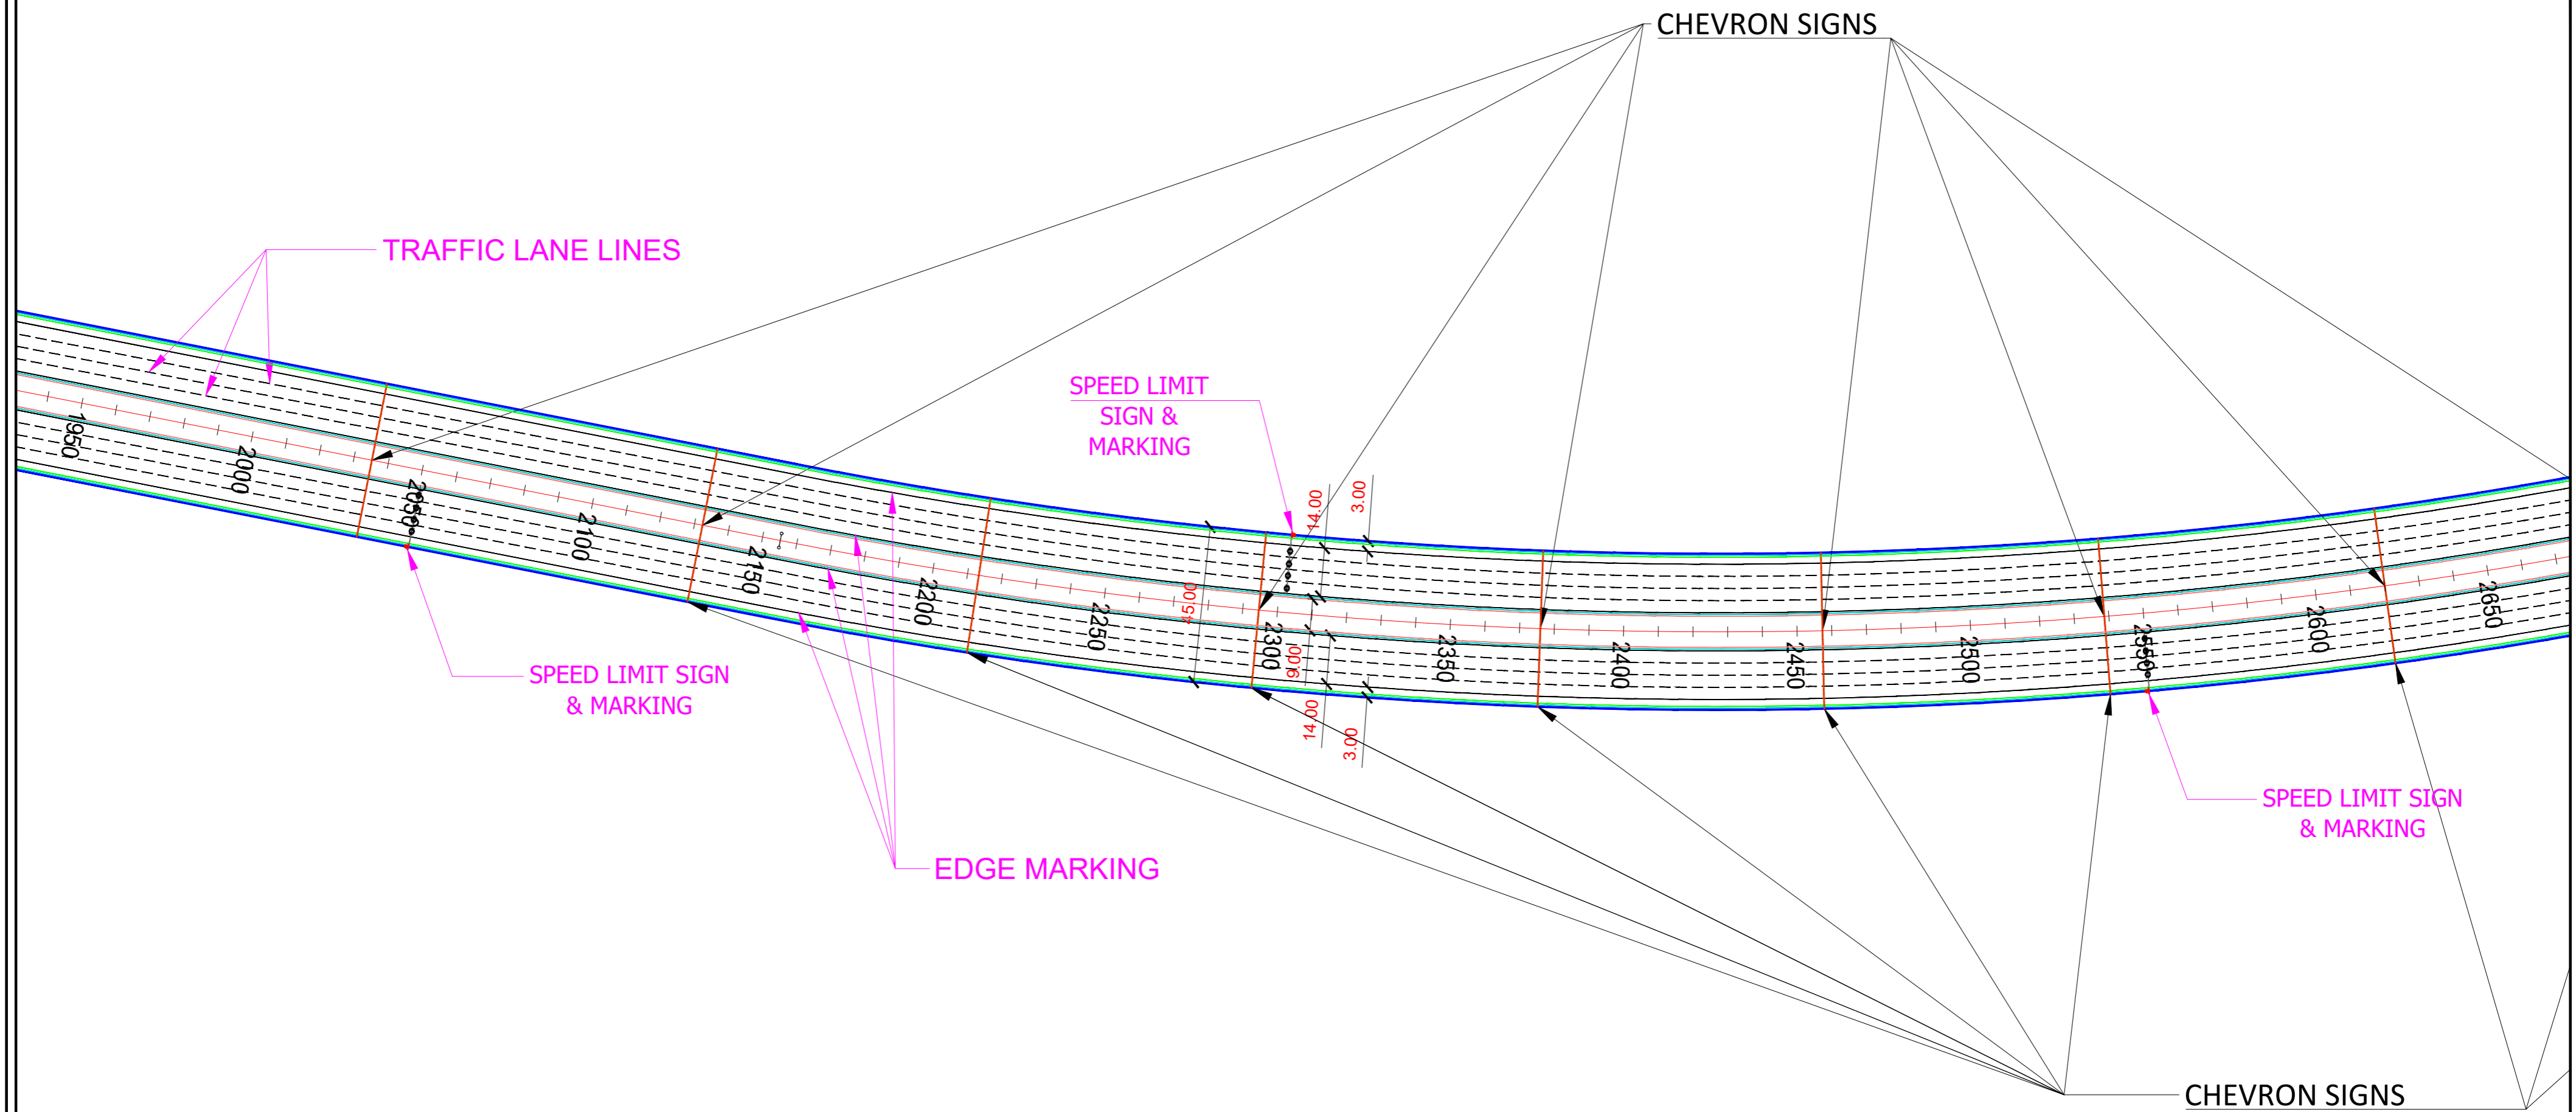 CHEVRON SIGNS
TRAFFIC LANE LINES
SPEED LIMIT
SIGN &
MARKING
14.00
3.00
45.00
9.00
14.00
3.00
1950
2000
2050
2100
2150
2200
2250
2300
2350
2400
2450
2500
2550
2600
2650
SPEED LIMIT SIGN
& MARKING
EDGE MARKING
SPEED LIMIT SIGN
& MARKING
CHEVRON SIGNS